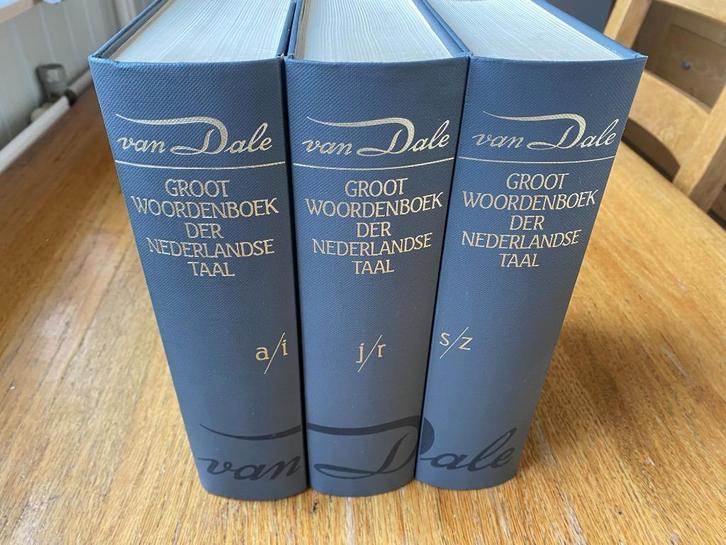 van Dale
GROOT
WOORDENBOEK
DER
NEDERLANDSE
TAAL
a/i
van Dale
GROOT
WOORDENBOEK
DER
NEDERLANDSE
TAAL
j/r
van Dale
GROOT
WOORDENBOEK
DER
NEDERLANDSE
TAAL
s/z
van Dale